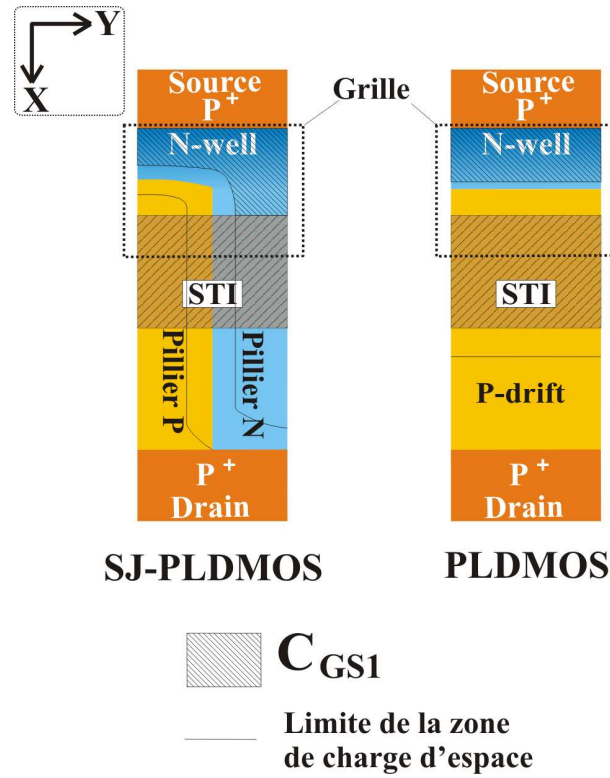 Y
X
Source
P+
N-well
STI
Pillier P
Pillier N
P+
Drain
SJ-PLDMOS
Grille
Source
P+
N-well
STI
P-drift
P+
Drain
PLDMOS
CGS1
Limite de la zone
de charge d'espace